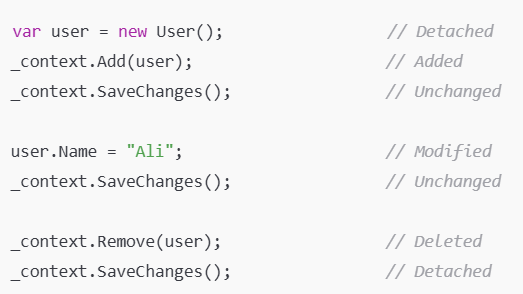 var user = new User(); // Detached
_context.Add(user); // Added
_context.SaveChanges(); // Unchanged
user.Name = "Ali"; // Modified
_context.SaveChanges(); // Unchanged
_context.Remove(user); // Deleted
_context.SaveChanges(); // Detached